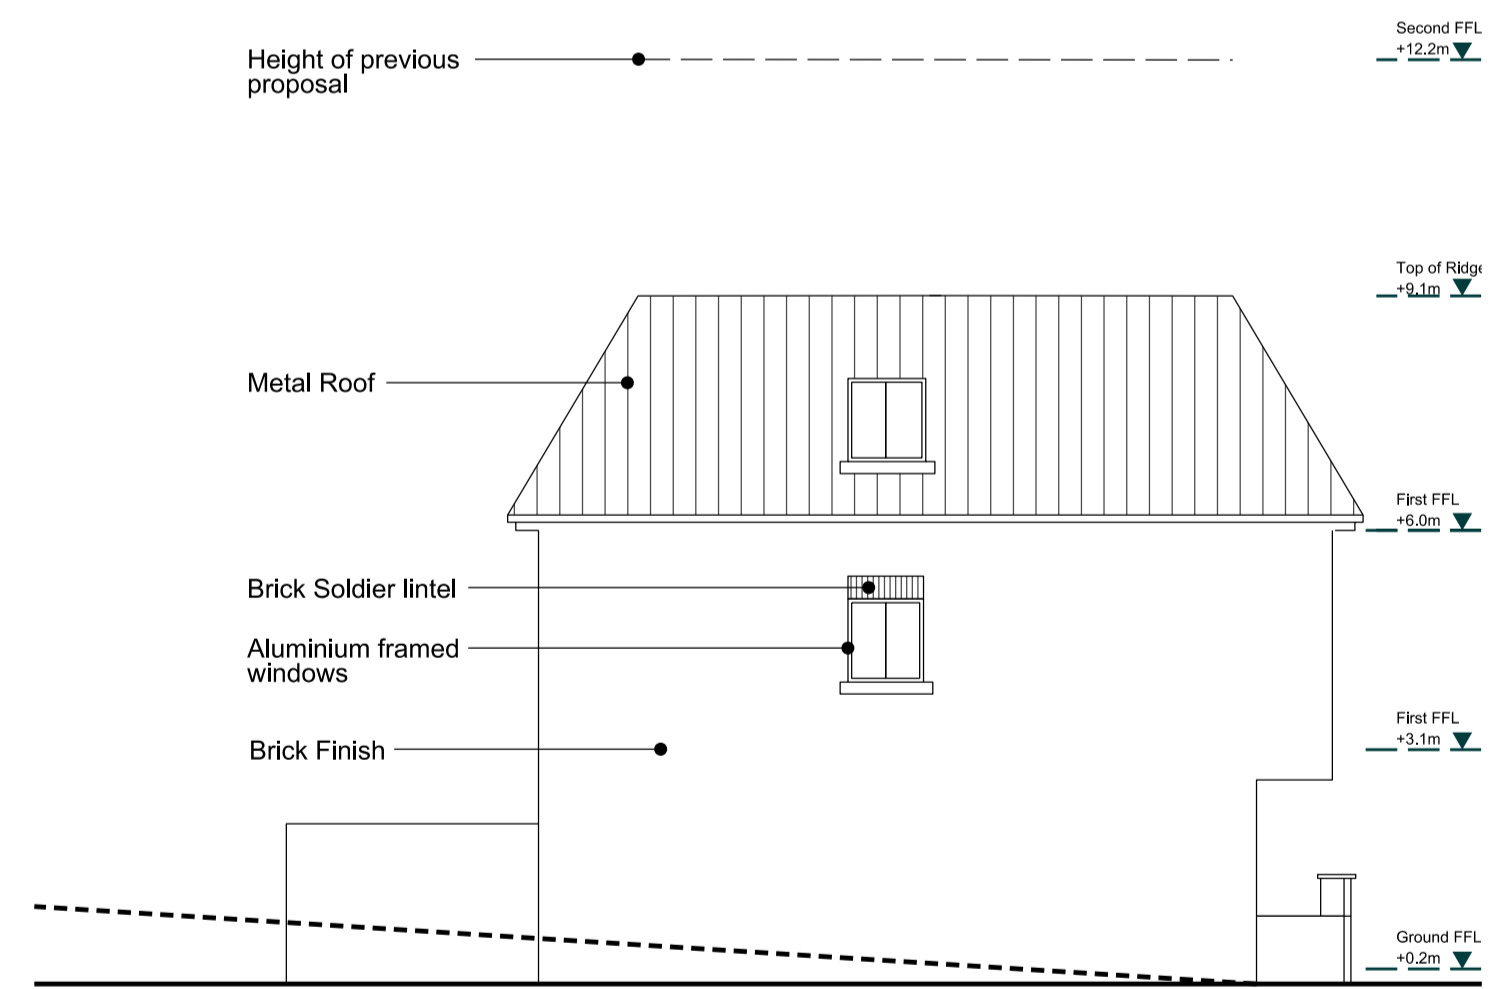 Height of previous
proposal
Second FFL
+12.2m
Top of Ridge
+9.1m
Metal Roof
First FFL
+6.0m
Brick Soldier lintel
Aluminium framed
windows
First FFL
+3.1m
Brick Finish
Ground FFL
+0.2m